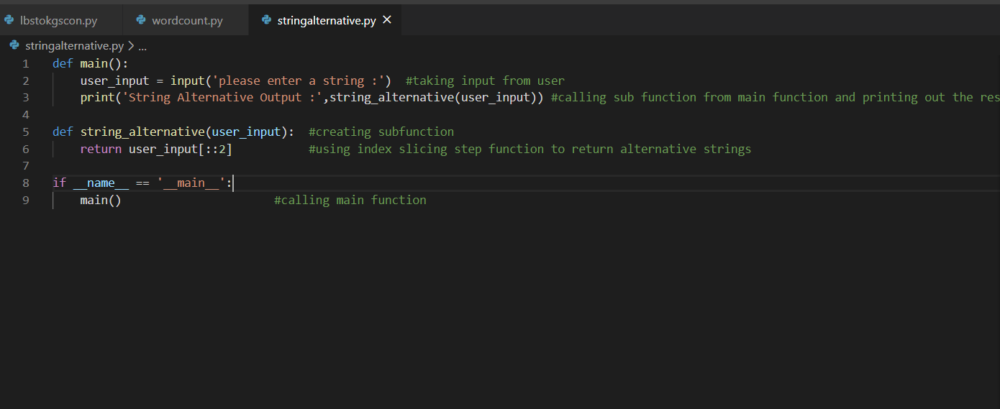 lbstokgscon.py wordcount.py stringalternative.py ×
stringalternative.py > ...
1 def main():
2     user_input = input('please enter a string :')  #taking input from user
3     print('String Alternative Output :',string_alternative(user_input)) #calling sub function from main function and printing out the res
4
5 def string_alternative(user_input):  #creating subfunction
6     return user_input[::2]           #using index slicing step function to return alternative strings
7
8 if __name__ == '__main__':
9     main()                      #calling main function